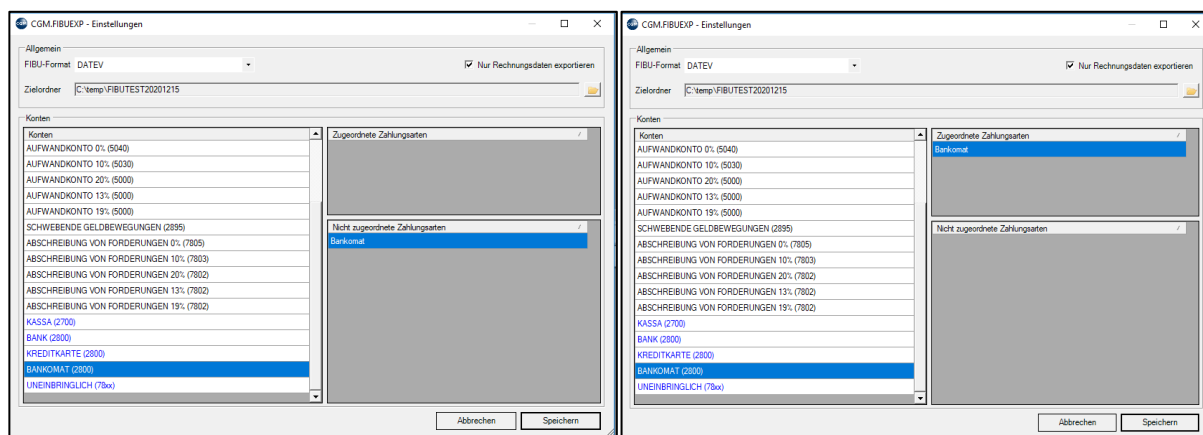 CGM.FIBUEXP - Einstellungen
Allgemein
FIBU-Format DATEV
Nur Rechnungsdaten exportieren
Zielordner C:\temp\FIBUTEST20201215
Konten
Konten
AUFWANDKONTO 0% (5040)
AUFWANDKONTO 10% (5030)
AUFWANDKONTO 20% (5000)
AUFWANDKONTO 13% (5000)
AUFWANDKONTO 19% (5000)
SCHWEBENDE GELDBEWEGUNGEN (2895)
ABSCHREIBUNG VON FORDERUNGEN 0% (7805)
ABSCHREIBUNG VON FORDERUNGEN 10% (7803)
ABSCHREIBUNG VON FORDERUNGEN 20% (7802)
ABSCHREIBUNG VON FORDERUNGEN 13% (7802)
ABSCHREIBUNG VON FORDERUNGEN 19% (7802)
KASSA (2700)
BANK (2800)
KREDITKARTE (2800)
BANKOMAT (2800)
UNEINBRINGLICH (78xx)
Zugeordnete Zahlungsarten
Nicht zugeordnete Zahlungsarten
Bankomat
Abbrechen
Speichern
CGM.FIBUEXP - Einstellungen
Allgemein
FIBU-Format DATEV
Nur Rechnungsdaten exportieren
Zielordner C:\temp\FIBUTEST20201215
Konten
Konten
AUFWANDKONTO 0% (5040)
AUFWANDKONTO 10% (5030)
AUFWANDKONTO 20% (5000)
AUFWANDKONTO 13% (5000)
AUFWANDKONTO 19% (5000)
SCHWEBENDE GELDBEWEGUNGEN (2895)
ABSCHREIBUNG VON FORDERUNGEN 0% (7805)
ABSCHREIBUNG VON FORDERUNGEN 10% (7803)
ABSCHREIBUNG VON FORDERUNGEN 20% (7802)
ABSCHREIBUNG VON FORDERUNGEN 13% (7802)
ABSCHREIBUNG VON FORDERUNGEN 19% (7802)
KASSA (2700)
BANK (2800)
KREDITKARTE (2800)
BANKOMAT (2800)
UNEINBRINGLICH (78xx)
Zugeordnete Zahlungsarten
Bankomat
Nicht zugeordnete Zahlungsarten
Abbrechen
Speichern